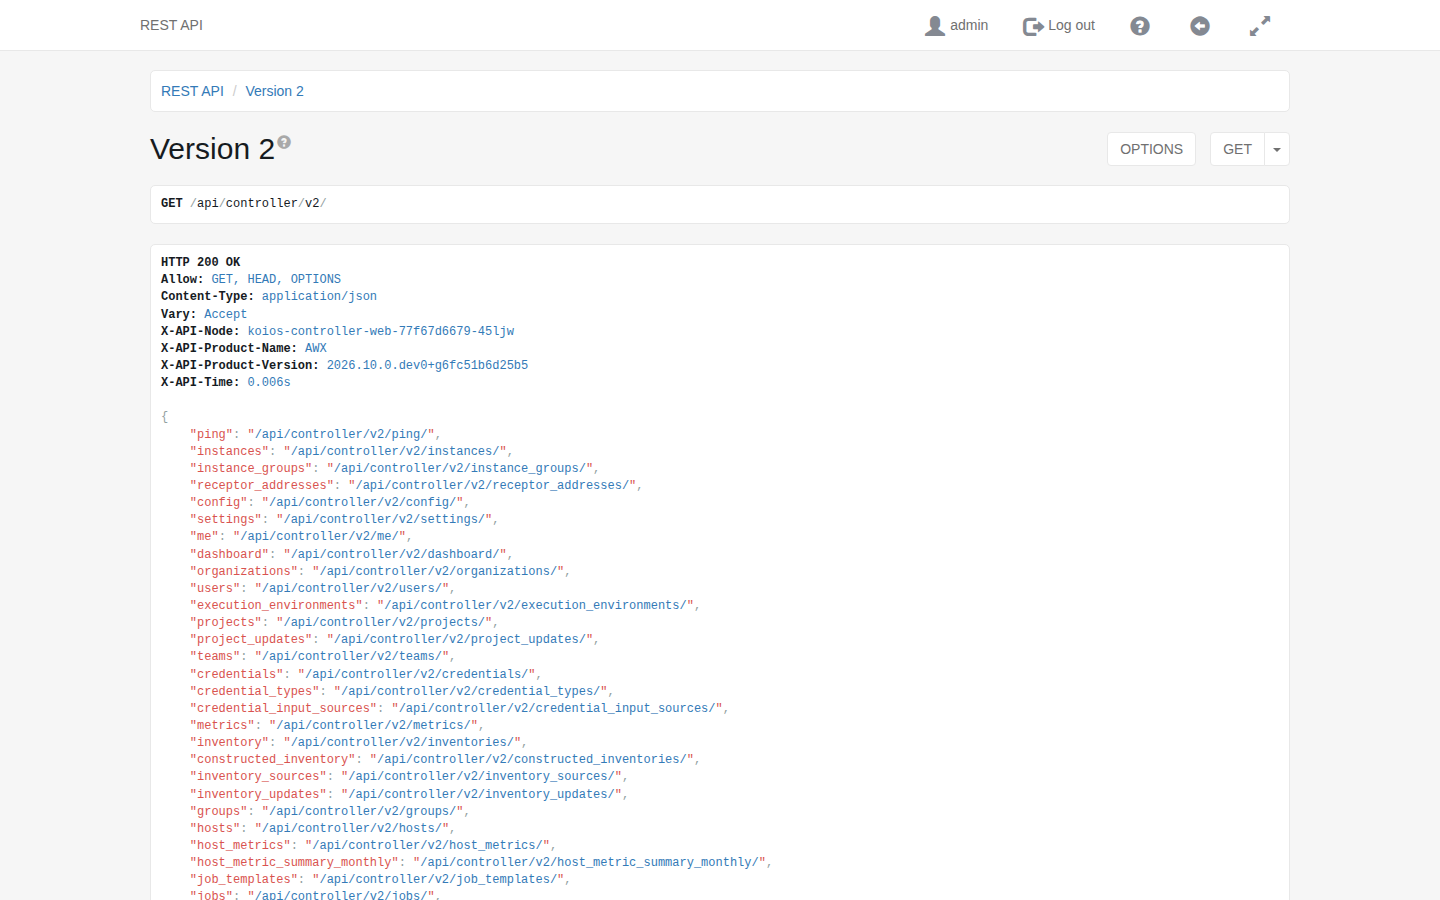 REST API
admin
Log out
REST API / Version 2
Version 2
OPTIONS
GET
GET /api/controller/v2/
HTTP 200 OK
Allow: GET, HEAD, OPTIONS
Content-Type: application/json
Vary: Accept
X-API-Node: koios-controller-web-77f67d6679-45ljw
X-API-Product-Name: AWX
X-API-Product-Version: 2026.10.0.dev0+g6fc51b6d25b5
X-API-Time: 0.006s
{
"ping": "/api/controller/v2/ping/",
"instances": "/api/controller/v2/instances/",
"instance_groups": "/api/controller/v2/instance_groups/",
"receptor_addresses": "/api/controller/v2/receptor_addresses/",
"config": "/api/controller/v2/config/",
"settings": "/api/controller/v2/settings/",
"me": "/api/controller/v2/me/",
"dashboard": "/api/controller/v2/dashboard/",
"organizations": "/api/controller/v2/organizations/",
"users": "/api/controller/v2/users/",
"execution_environments": "/api/controller/v2/execution_environments/",
"projects": "/api/controller/v2/projects/",
"project_updates": "/api/controller/v2/project_updates/",
"teams": "/api/controller/v2/teams/",
"credentials": "/api/controller/v2/credentials/",
"credential_types": "/api/controller/v2/credential_types/",
"credential_input_sources": "/api/controller/v2/credential_input_sources/",
"metrics": "/api/controller/v2/metrics/",
"inventory": "/api/controller/v2/inventories/",
"constructed_inventory": "/api/controller/v2/constructed_inventories/",
"inventory_sources": "/api/controller/v2/inventory_sources/",
"inventory_updates": "/api/controller/v2/inventory_updates/",
"groups": "/api/controller/v2/groups/",
"hosts": "/api/controller/v2/hosts/",
"host_metrics": "/api/controller/v2/host_metrics/",
"host_metric_summary_monthly": "/api/controller/v2/host_metric_summary_monthly/",
"job_templates": "/api/controller/v2/job_templates/",
"jobs": "/api/controller/v2/jobs/",